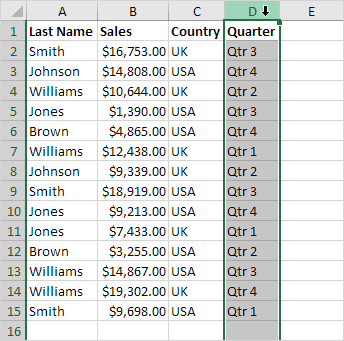 A B C D E
1 Last Name Sales Country Quarter
2 Smith $16,753.00 UK Qtr 3
3 Johnson $14,808.00 USA Qtr 4
4 Williams $10,644.00 UK Qtr 2
5 Jones $1,390.00 USA Qtr 3
6 Brown $4,865.00 USA Qtr 4
7 Williams $12,438.00 UK Qtr 1
8 Johnson $9,339.00 UK Qtr 2
9 Smith $18,919.00 USA Qtr 3
10 Jones $9,213.00 USA Qtr 4
11 Jones $7,433.00 UK Qtr 1
12 Brown $3,255.00 USA Qtr 2
13 Williams $14,867.00 USA Qtr 3
14 Williams $19,302.00 UK Qtr 4
15 Smith $9,698.00 USA Qtr 1
16